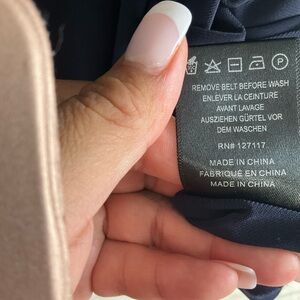 REMOVE BELT BEFORE WASH
ENLEVER LA CEINTURE
AVANT LAVAGE
AUSZIEHEN GÜRTEL VOR
DEM WASCHEN
RN# 127117
MADE IN CHINA
FABRIQUÉ EN CHINA
MADE IN CHINA